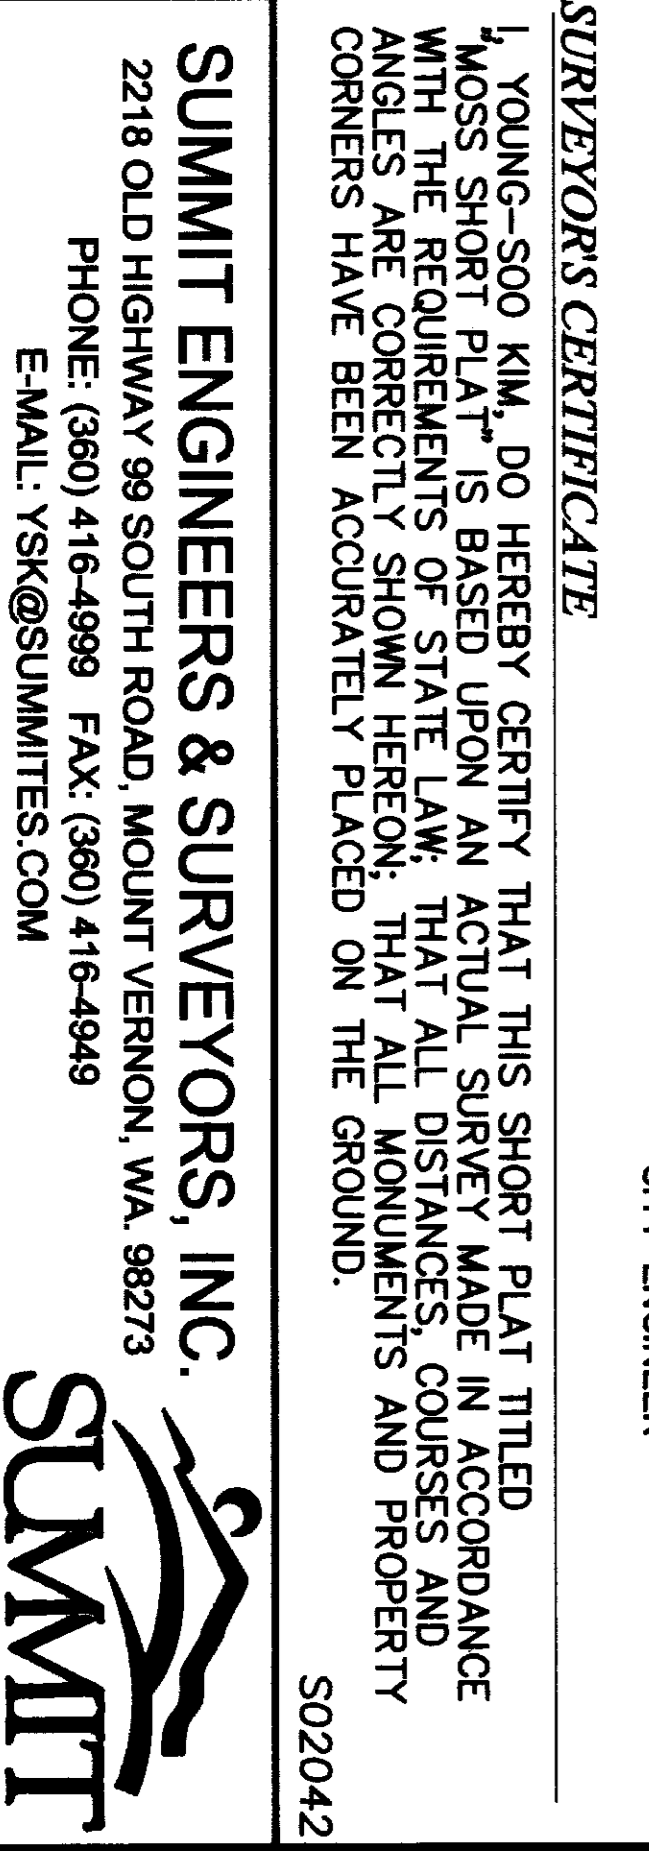 SURVEYOR'S CERTIFICATE
I, YOUNG-SOO KIM, DO HEREBY CERTIFY THAT THIS SHORT PLAT TITLED
"MOSS SHORT PLAT" IS BASED UPON AN ACTUAL SURVEY MADE IN ACCORDANCE
WITH THE REQUIREMENTS OF STATE LAW; THAT ALL DISTANCES, COURSES AND
ANGLES ARE CORRECTLY SHOWN HEREON; THAT ALL MONUMENTS AND PROPERTY
CORNERS HAVE BEEN ACCURATELY PLACED ON THE GROUND.
S02042
SUMMIT ENGINEERS & SURVEYORS, INC.
2218 OLD HIGHWAY 99 SOUTH ROAD, MOUNT VERNON, WA. 98273
PHONE: (360) 416-4999 FAX: (360) 416-4949
E-MAIL: YSK@SUMMITES.COM
SUMMIT